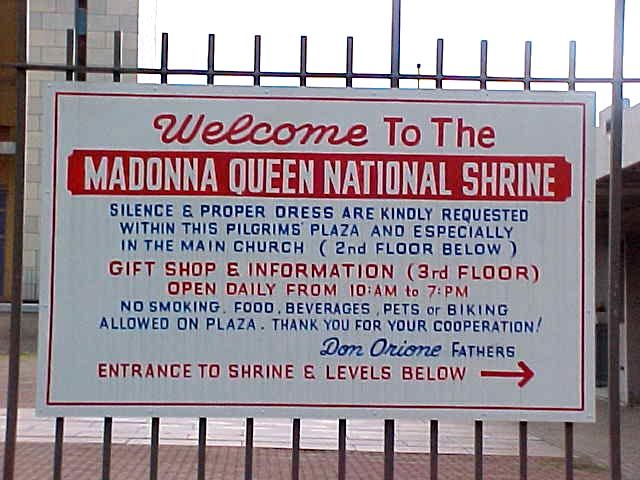 Welcome To The
MADONNA QUEEN NATIONAL SHRINE
SILENCE & PROPER DRESS ARE KINDLY REQUESTED
WITHIN THIS PILGRIMS' PLAZA AND ESPECIALLY
IN THE MAIN CHURCH ( 2nd FLOOR BELOW )
GIFT SHOP & INFORMATION (3rd FLOOR)
OPEN DAILY FROM 10:AM to 7:PM
NO SMOKING, FOOD, BEVERAGES, PETS or BIKING
ALLOWED ON PLAZA. THANK YOU FOR YOUR COOPERATION!
Don Orione FATHERS
ENTRANCE TO SHRINE & LEVELS BELOW